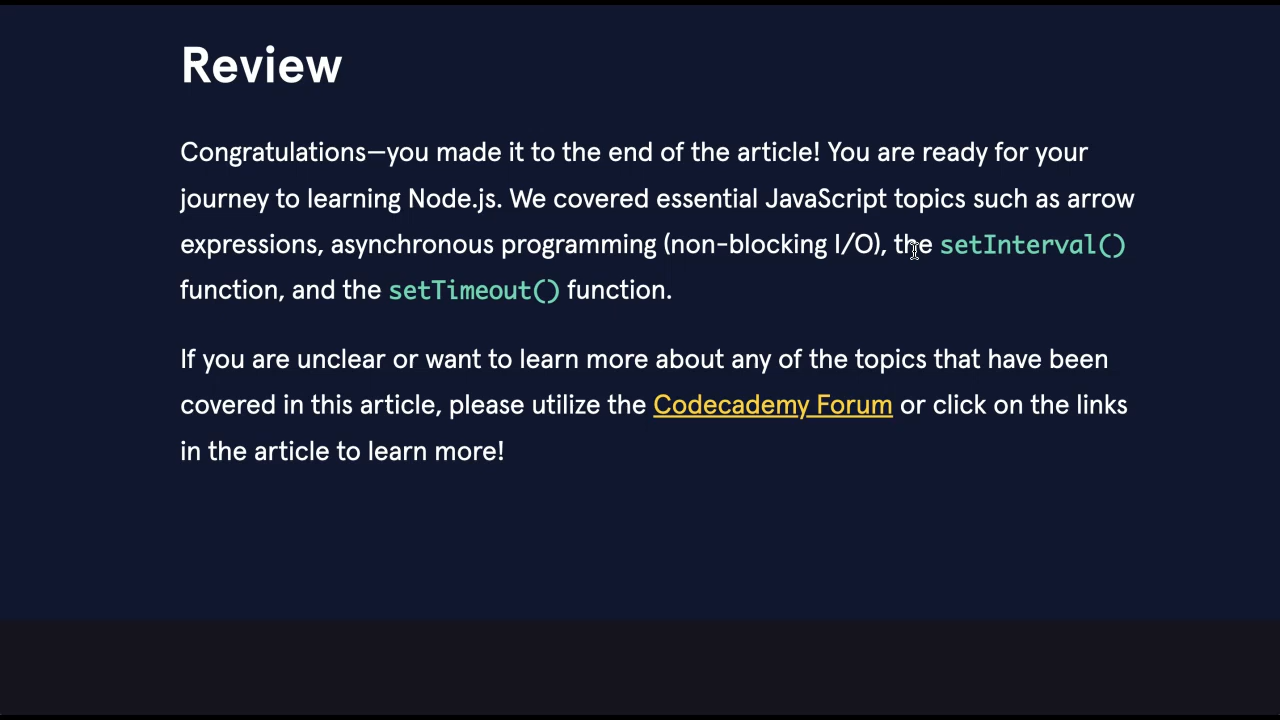 Review
Congratulations—you made it to the end of the article! You are ready for your
journey to learning Node.js. We covered essential JavaScript topics such as arrow
expressions, asynchronous programming (non-blocking I/O), the setInterval()
function, and the setTimeout() function.
If you are unclear or want to learn more about any of the topics that have been
covered in this article, please utilize the Codecademy Forum or click on the links
in the article to learn more!